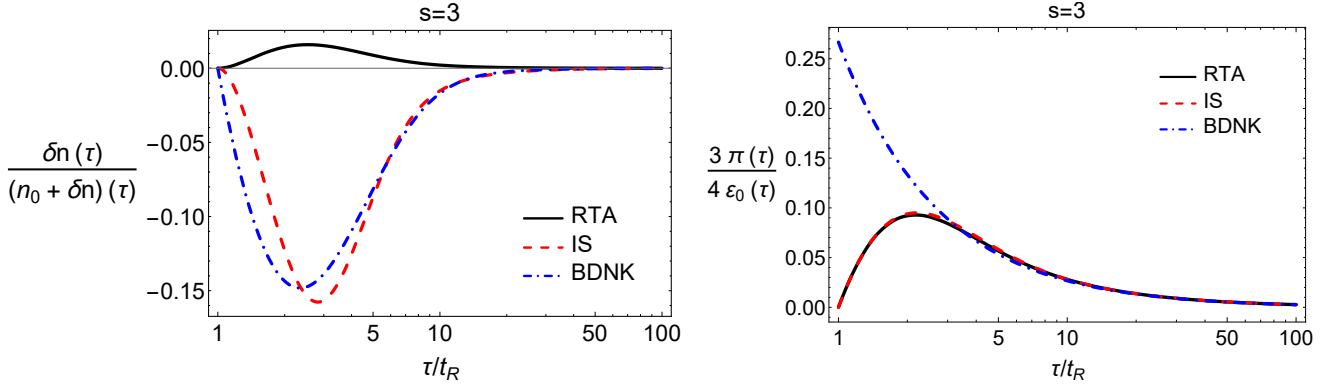 s=3
0.00
−0.05
−0.10
−0.15
δn (τ)
(n0 + δn) (τ)
RTA
IS
BDNK
1 5 10 50 100
τ/tR
s=3
0.25
0.20
0.15
0.10
0.05
0.00
3 π (τ)
4 ε0 (τ)
RTA
IS
BDNK
1 5 10 50 100
τ/tR